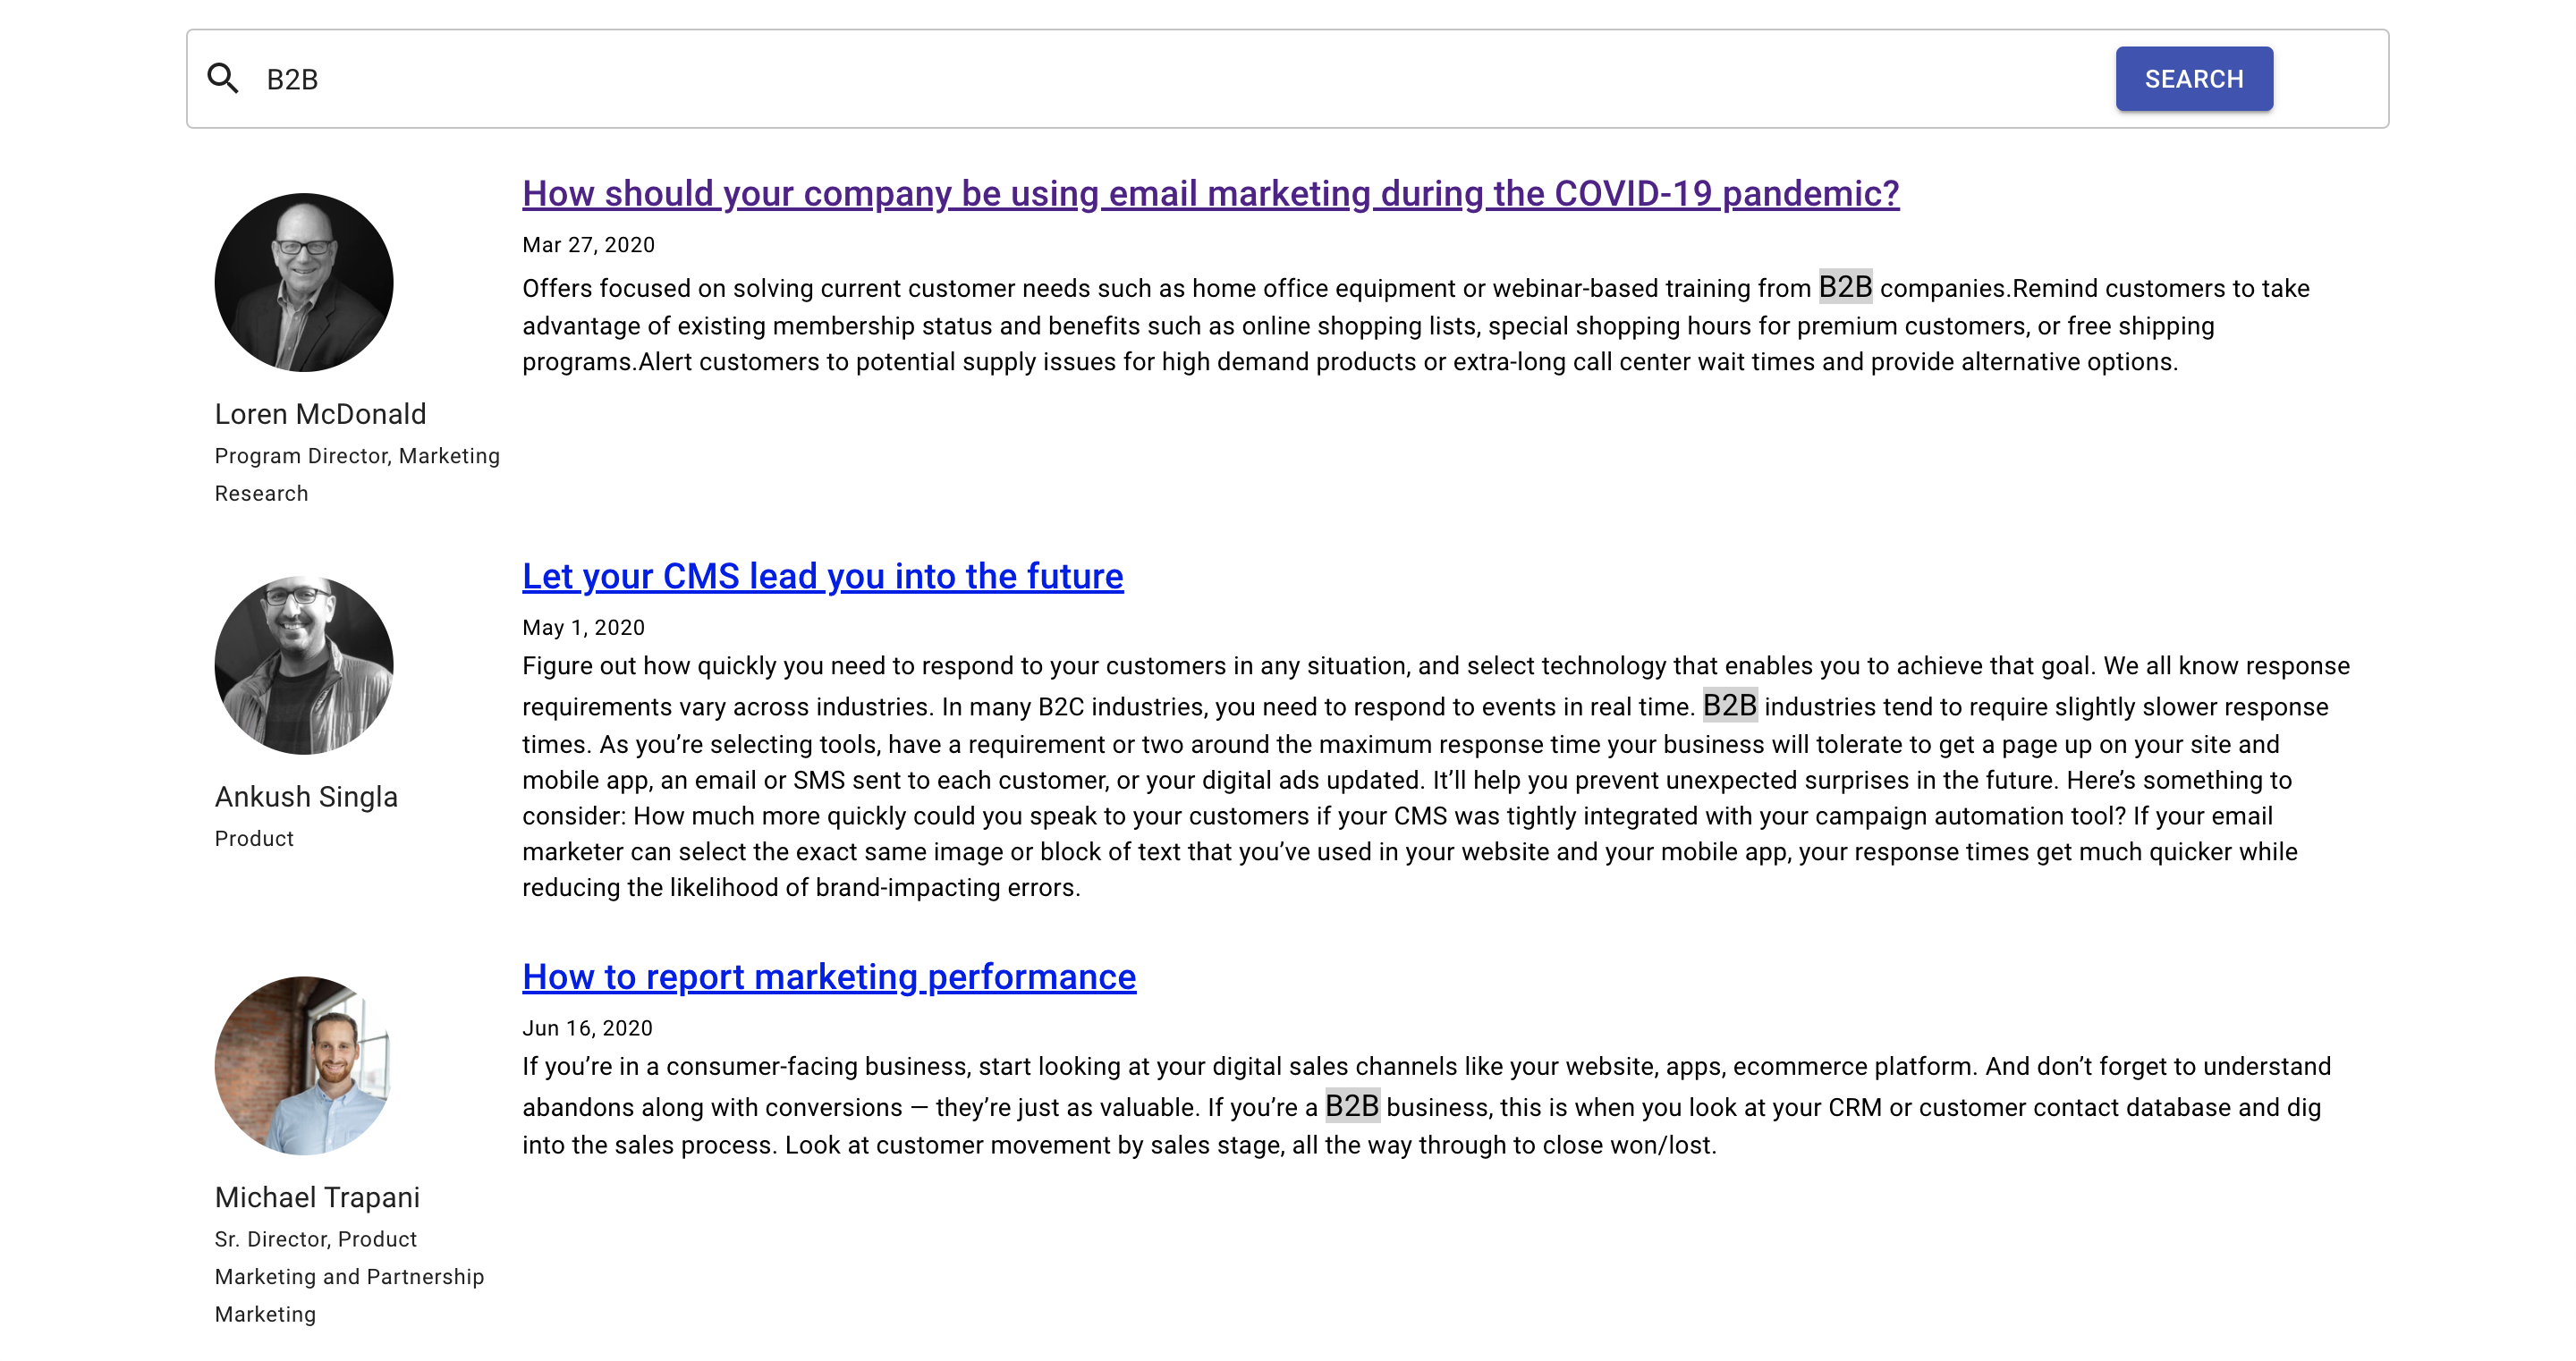 B2B
SEARCH
How should your company be using email marketing during the COVID-19 pandemic?
Mar 27, 2020
Offers focused on solving current customer needs such as home office equipment or webinar-based training from B2B companies.Remind customers to take
advantage of existing membership status and benefits such as online shopping lists, special shopping hours for premium customers, or free shipping
programs.Alert customers to potential supply issues for high demand products or extra-long call center wait times and provide alternative options.
Loren McDonald
Program Director, Marketing
Research
Let your CMS lead you into the future
May 1, 2020
Figure out how quickly you need to respond to your customers in any situation, and select technology that enables you to achieve that goal. We all know response
requirements vary across industries. In many B2C industries, you need to respond to events in real time. B2B industries tend to require slightly slower response
times. As you’re selecting tools, have a requirement or two around the maximum response time your business will tolerate to get a page up on your site and
mobile app, an email or SMS sent to each customer, or your digital ads updated. It’ll help you prevent unexpected surprises in the future. Here’s something to
consider: How much more quickly could you speak to your customers if your CMS was tightly integrated with your campaign automation tool? If your email
marketer can select the exact same image or block of text that you’ve used in your website and your mobile app, your response times get much quicker while
reducing the likelihood of brand-impacting errors.
Ankush Singla
Product
How to report marketing performance
Jun 16, 2020
If you’re in a consumer-facing business, start looking at your digital sales channels like your website, apps, ecommerce platform. And don’t forget to understand
abandons along with conversions — they’re just as valuable. If you’re a B2B business, this is when you look at your CRM or customer contact database and dig
into the sales process. Look at customer movement by sales stage, all the way through to close won/lost.
Michael Trapani
Sr. Director, Product
Marketing and Partnership
Marketing